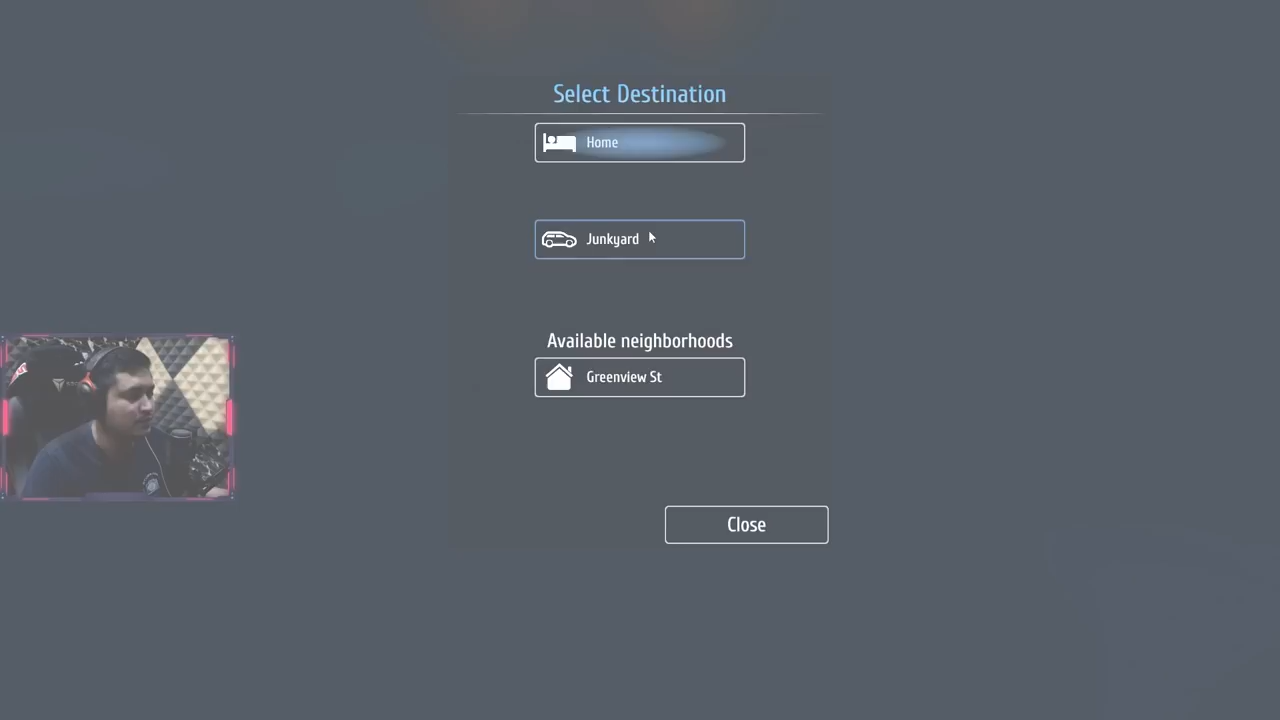 Select Destination
Home
Junkyard
Available neighborhoods
Greenview St
Close